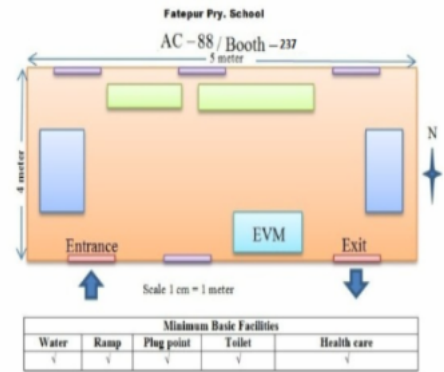 Fatepur Pry. School
AC – 88 / Booth – 237
5 meter
4 meter
N
EVM
Entrance
Exit
Scale 1 cm = 1 meter
Minimum Basic Facilities
Water Ramp Plug point Toilet Health care
√ √ √ √ √